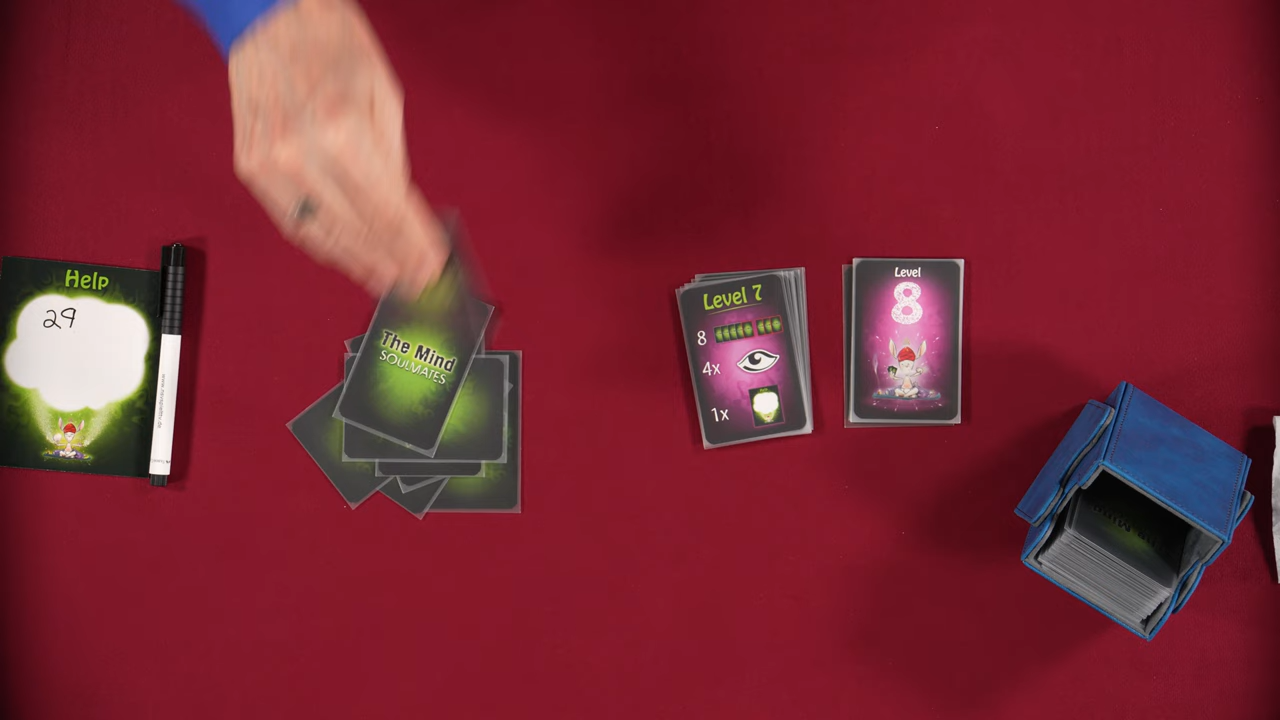 Help
29
The Mind
SOULMATES
Level 7
8
4x
1x
Level
8